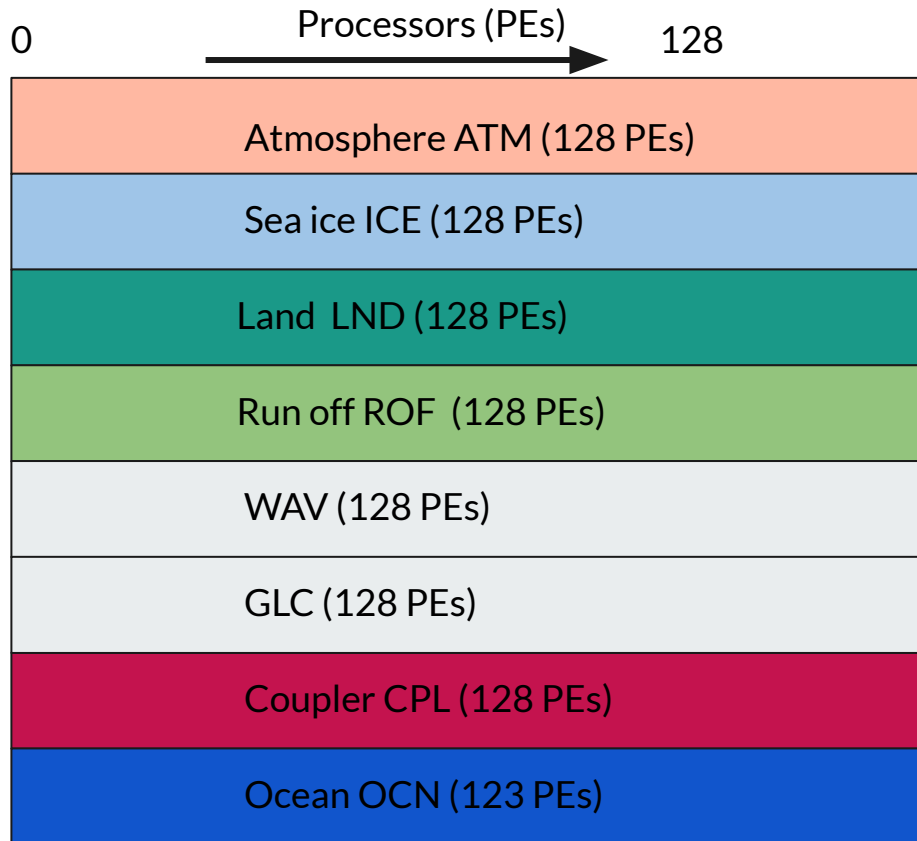 Processors (PEs)
0 128
Atmosphere ATM (128 PEs)
Sea ice ICE (128 PEs)
Land LND (128 PEs)
Run off ROF (128 PEs)
WAV (128 PEs)
GLC (128 PEs)
Coupler CPL (128 PEs)
Ocean OCN (123 PEs)